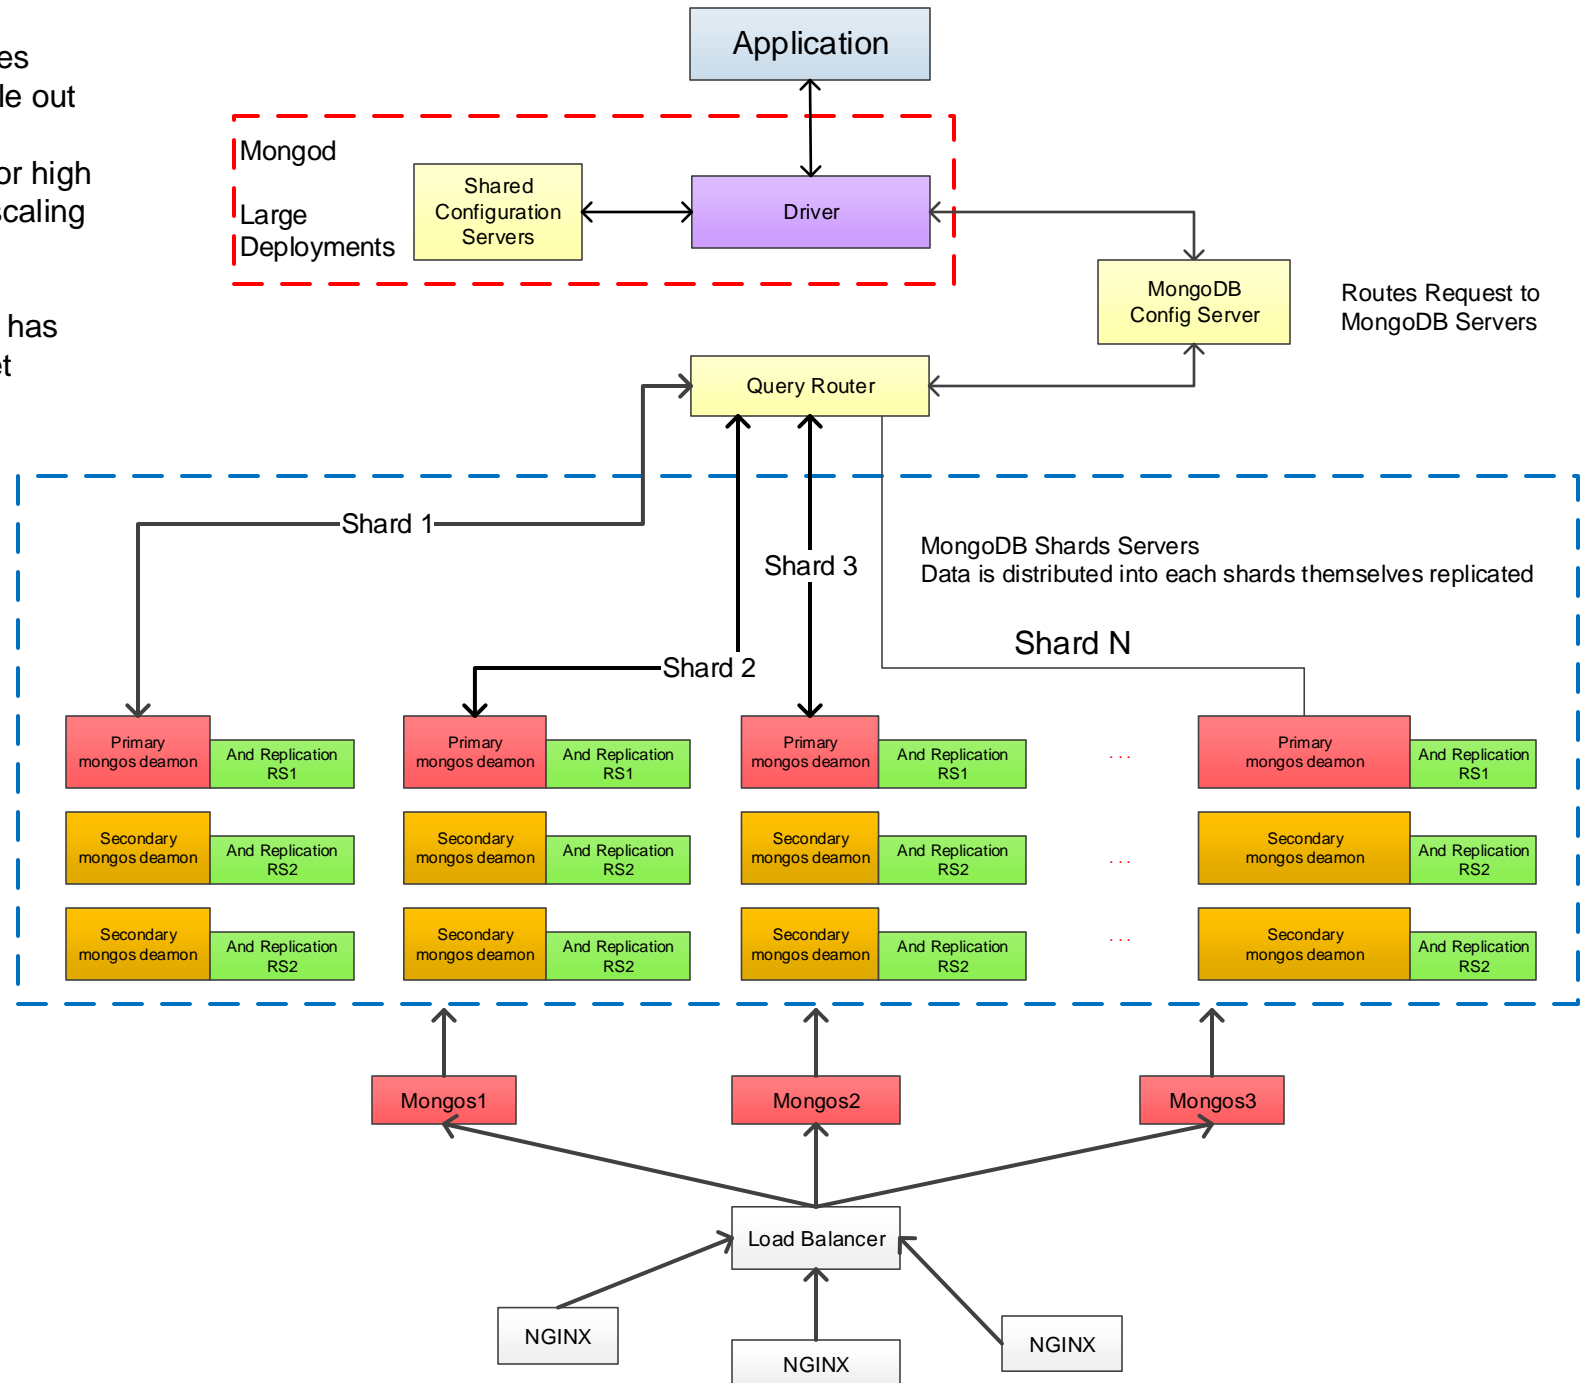 es
le out
or high
scaling
has
et
Application
Mongod
Large
Deployments
Shared
Configuration
Servers
Driver
MongoDB
Config Server
Routes Request to
MongoDB Servers
Query Router
Shard 1
Shard 2
Shard 3
Shard N
MongoDB Shards Servers
Data is distributed into each shards themselves replicated
Primary
mongos deamon
And Replication
RS1
Primary
mongos deamon
And Replication
RS1
Primary
mongos deamon
And Replication
RS1
...
Primary
mongos deamon
And Replication
RS1
Secondary
mongos deamon
And Replication
RS2
Secondary
mongos deamon
And Replication
RS2
Secondary
mongos deamon
And Replication
RS2
...
Secondary
mongos deamon
And Replication
RS2
Secondary
mongos deamon
And Replication
RS2
Secondary
mongos deamon
And Replication
RS2
Secondary
mongos deamon
And Replication
RS2
...
Secondary
mongos deamon
And Replication
RS2
Mongos1
Mongos2
Mongos3
Load Balancer
NGINX
NGINX
NGINX